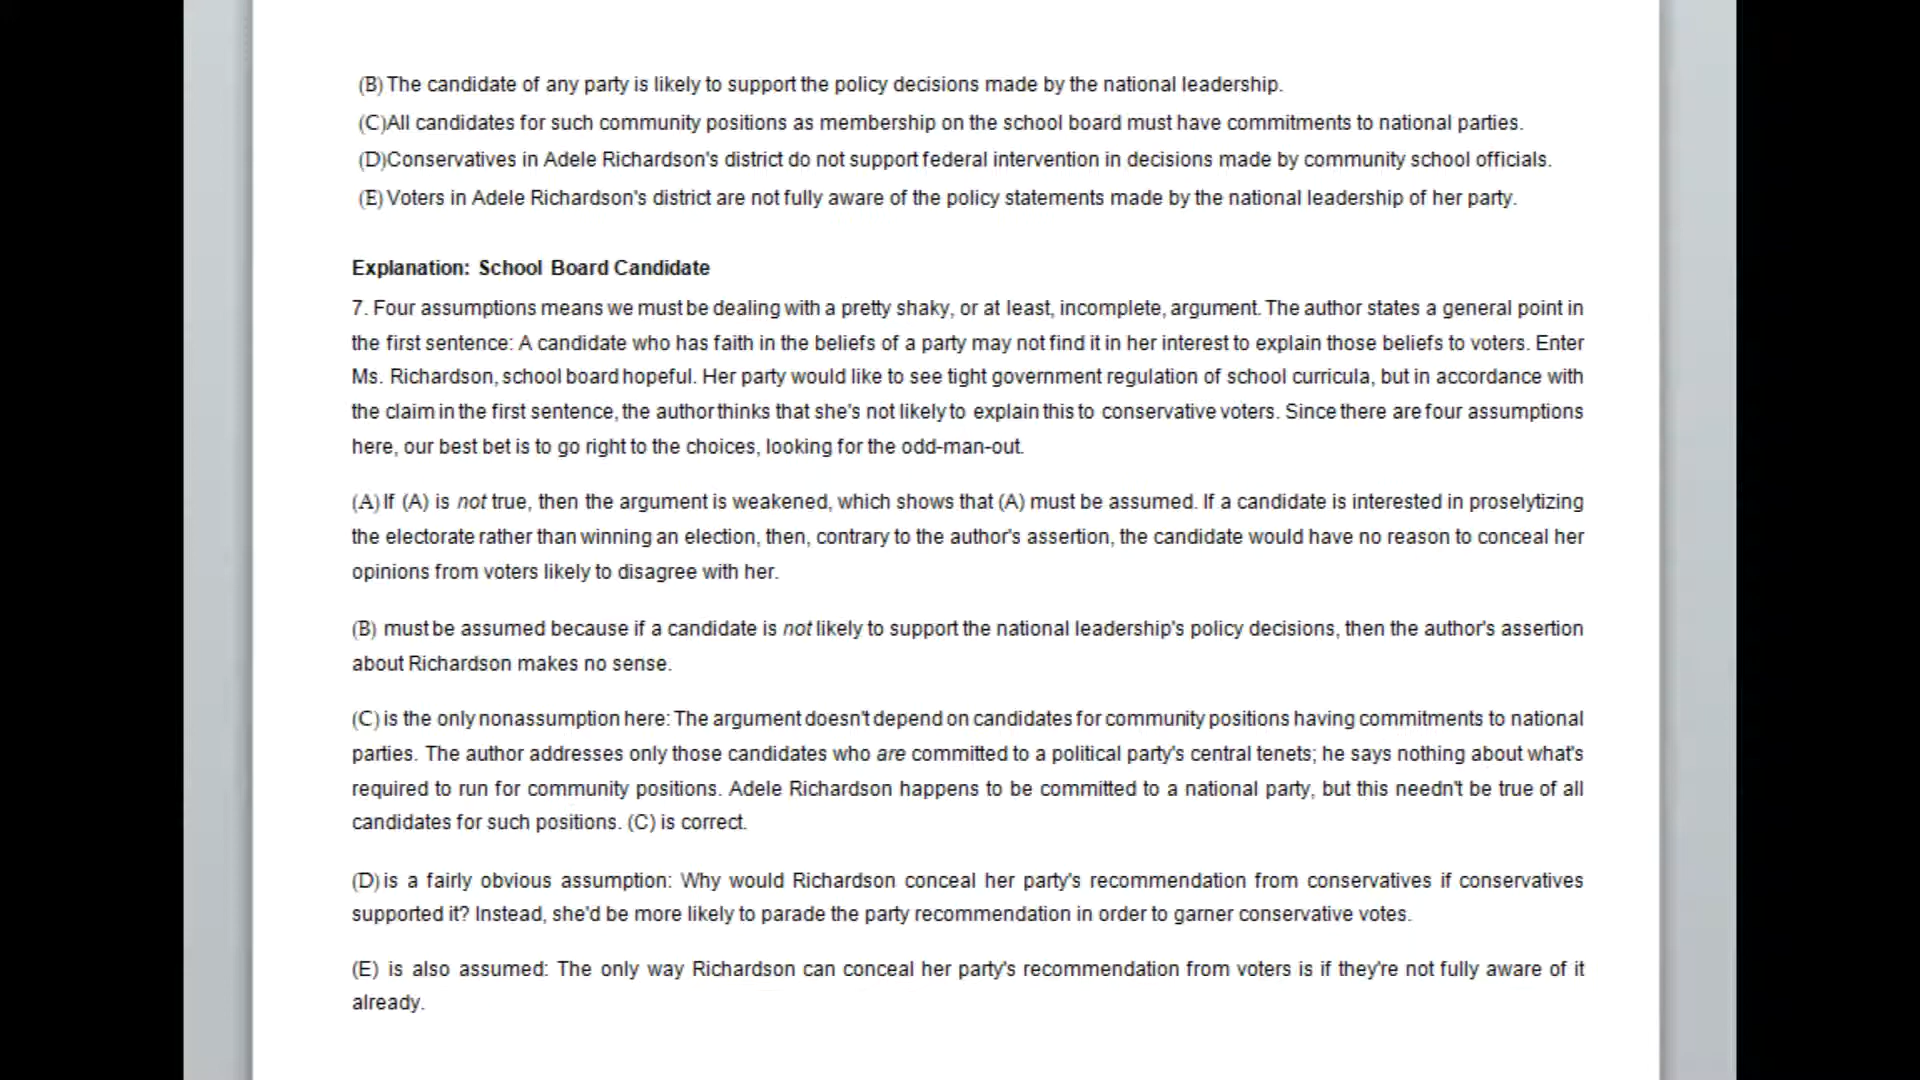 (B) The candidate of any party is likely to support the policy decisions made by the national leadership.
(C)All candidates for such community positions as membership on the school board must have commitments to national parties.
(D)Conservatives in Adele Richardson's district do not support federal intervention in decisions made by community school officials.
(E) Voters in Adele Richardson's district are not fully aware of the policy statements made by the national leadership of her party.
Explanation: School Board Candidate
7. Four assumptions means we must be dealing with a pretty shaky, or at least, incomplete, argument. The author states a general point in
the first sentence: A candidate who has faith in the beliefs of a party may not find it in her interest to explain those beliefs to voters. Enter
Ms. Richardson, school board hopeful. Her party would like to see tight government regulation of school curricula, but in accordance with
the claim in the first sentence, the author thinks that she's not likely to explain this to conservative voters. Since there are four assumptions
here, our best bet is to go right to the choices, looking for the odd-man-out.
(A) If (A) is not true, then the argument is weakened, which shows that (A) must be assumed. If a candidate is interested in proselytizing
the electorate rather than winning an election, then, contrary to the author's assertion, the candidate would have no reason to conceal her
opinions from voters likely to disagree with her.
(B) must be assumed because if a candidate is not likely to support the national leadership's policy decisions, then the author's assertion
about Richardson makes no sense.
(C) is the only nonassumption here: The argument doesn't depend on candidates for community positions having commitments to national
parties. The author addresses only those candidates who are committed to a political party's central tenets; he says nothing about what's
required to run for community positions. Adele Richardson happens to be committed to a national party, but this needn't be true of all
candidates for such positions. (C) is correct.
(D) is a fairly obvious assumption: Why would Richardson conceal her party's recommendation from conservatives if conservatives
supported it? Instead, she'd be more likely to parade the party recommendation in order to garner conservative votes.
(E) is also assumed: The only way Richardson can conceal her party's recommendation from voters is if they're not fully aware of it
already.